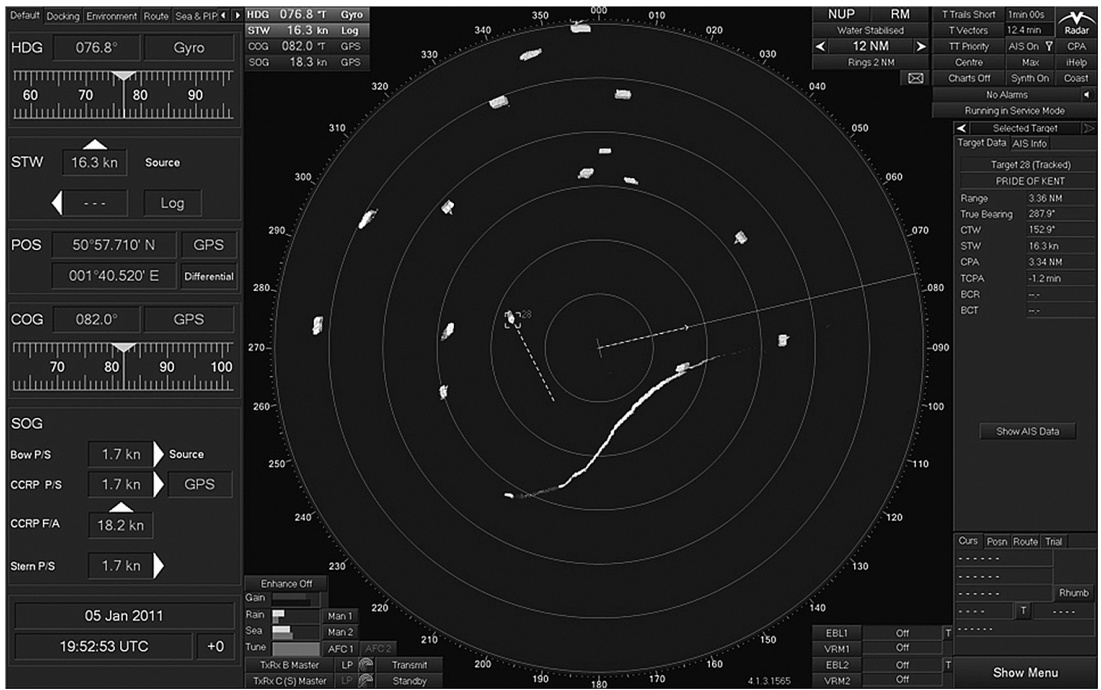 Default Docking Environment Route Sea & PIP
HDG 076.8° Gyro
60 70 80 90
STW 16.3 kn Source
- - - Log
POS 50°57.710' N GPS
001°40.520' E Differential
COG 082.0° GPS
70 80 90 100
SOG
Bow P/S 1.7 kn Source
CCRP P/S 1.7 kn GPS
CCRP F/A 18.2 kn
Stern P/S 1.7 kn
05 Jan 2011
19:52:53 UTC +0
HDG 076.8 °T Gyro
STW 16.3 kn Log
COG 082.0 °T GPS
SOG 18.3 kn GPS
000
010
020
030
040
050
060
070
080
090
100
110
120
130
140
150
160
170
180
190
200
210
220
230
240
250
260
270
280
290
300
310
320
330
340
350
28
Enhance Off
Gain
Rain Man 1
Sea Man 2
Tune AFC 1 AFC 2
TxRx B Master LP Transmit
TxRx C (S) Master LP Standby
4.1.3.1565
NUP RM
Water Stabilised
12 NM
Rings 2 NM
T Trails Short 1min 00s
T Vectors 12.4 min
TT Priority AIS On
Centre Max
Charts Off Synth On
Radar
CPA
iHelp
Coast
No Alarms
Running in Service Mode
Selected Target
Target Data AIS Info
Target 28 (Tracked)
PRIDE OF KENT
Range 3.36 NM
True Bearing 287.9°
CTW 152.9°
STW 16.3 kn
CPA 3.34 NM
TCPA -1.2 min
BCR --.-
BCT --.-
Show AIS Data
Curs Posn Route Trial
- - - - - -
- - - - - -
- - - - - - Rhumb
- - - - T - - - -
- - - - - -
EBL1 Off T
VRM1 Off
EBL2 Off T
VRM2 Off
Show Menu